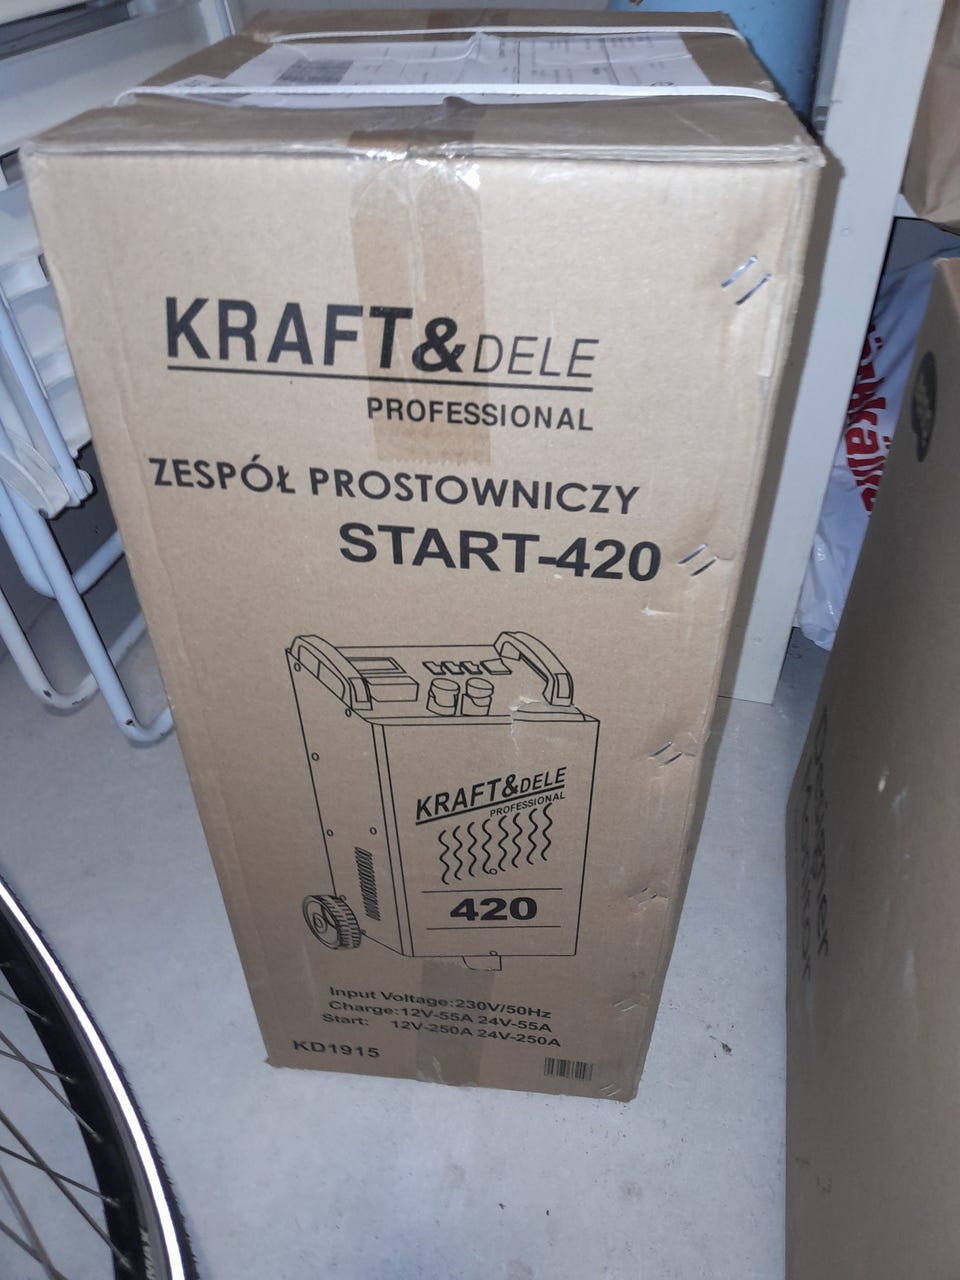 KRAFT&DELE
PROFESSIONAL
ZESPÓŁ PROSTOWNICZY
START-420
KRAFT&DELE
PROFESSIONAL
420
Input Voltage:230V/50Hz
Charge:12V-55A 24V-55A
Start: 12V-250A 24V-250A
KD1915